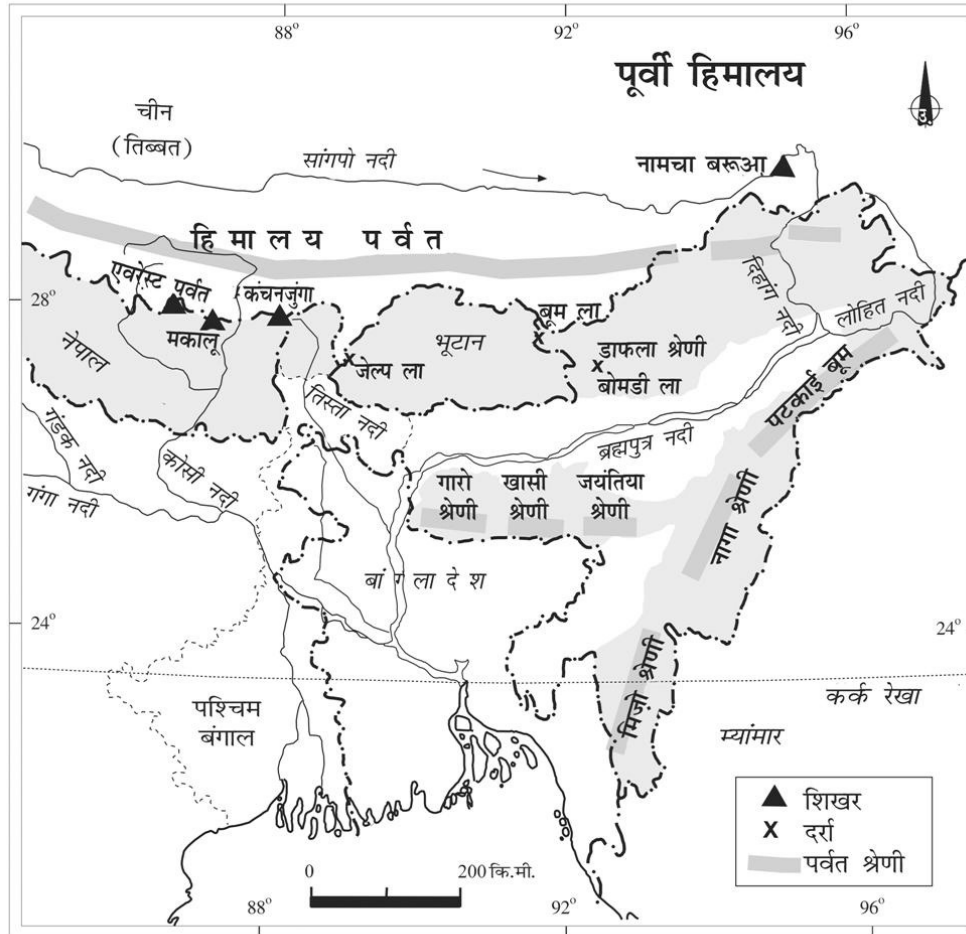 88° 92° 96°
पूर्वी हिमालय
उ
चीन
(तिब्बत)
सांगपो नदी
नामचा बरूआ
हिमालय पर्वत
28°
एवरेस्ट पर्वत
कंचनजुंगा
मकालू
नेपाल
भूटान
बूम ला
जेल्प ला
डाफला श्रेणी
बोमडी ला
दिहांग नदी
लोहित नदी
पटकाई बूम
तिस्ता नदी
ब्रह्मपुत्र नदी
गंडक नदी
कोसी नदी
गंगा नदी
गारो
श्रेणी
खासी
श्रेणी
जयंतिया
श्रेणी
नागा श्रेणी
बांगलादेश
24° 24°
मिजो श्रेणी
कर्क रेखा
पश्चिम
बंगाल
म्यांमार
शिखर
x दर्रा
पर्वत श्रेणी
0 200 कि.मी.
88° 92° 96°